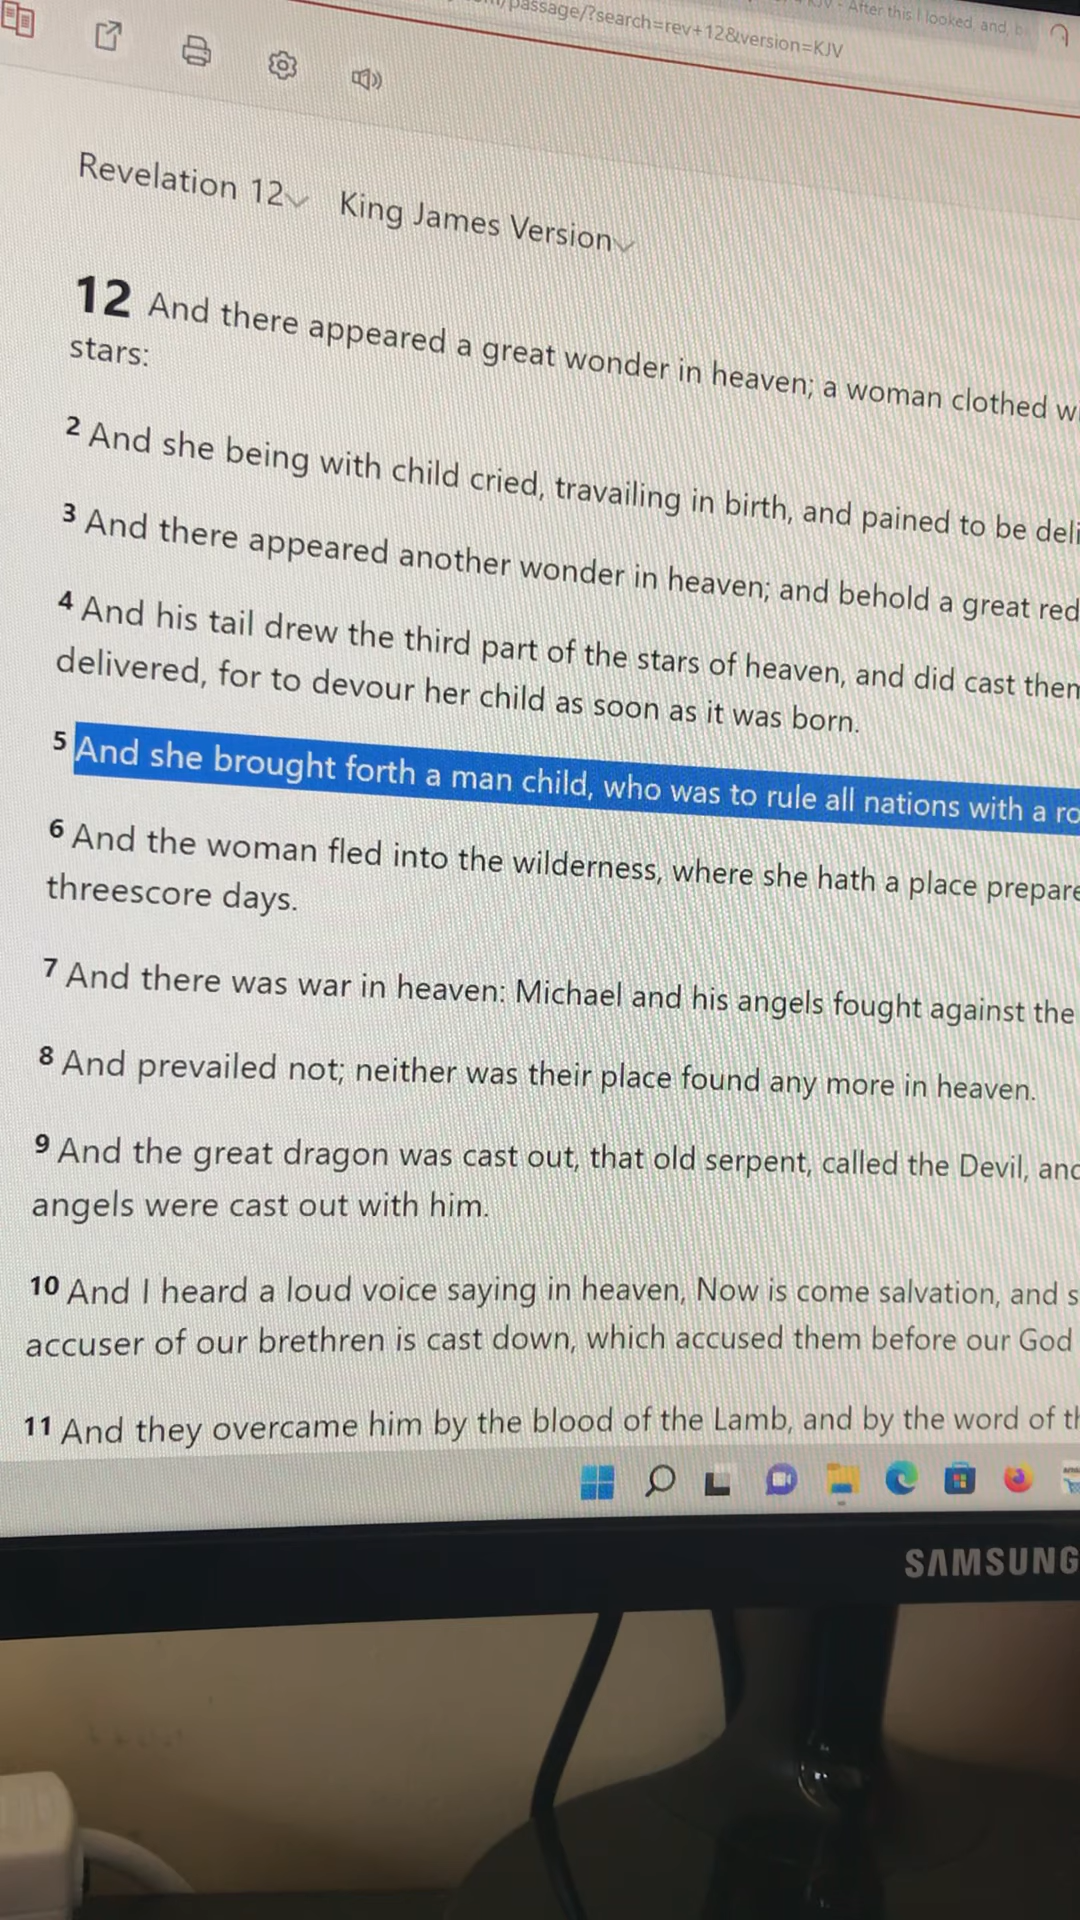 KJV - After this I looked, and, b
/passage/?search=rev+12&version=KJV
Revelation 12
King James Version
12 And there appeared a great wonder in heaven; a woman clothed wi
stars:
2 And she being with child cried, travailing in birth, and pained to be deli
3 And there appeared another wonder in heaven; and behold a great red
4 And his tail drew the third part of the stars of heaven, and did cast them
delivered, for to devour her child as soon as it was born.
5 And she brought forth a man child, who was to rule all nations with a ro
6 And the woman fled into the wilderness, where she hath a place prepare
threescore days.
7 And there was war in heaven: Michael and his angels fought against the
8 And prevailed not; neither was their place found any more in heaven.
9 And the great dragon was cast out, that old serpent, called the Devil, and
angels were cast out with him.
10 And I heard a loud voice saying in heaven, Now is come salvation, and s
accuser of our brethren is cast down, which accused them before our God
11 And they overcame him by the blood of the Lamb, and by the word of th
SAMSUNG